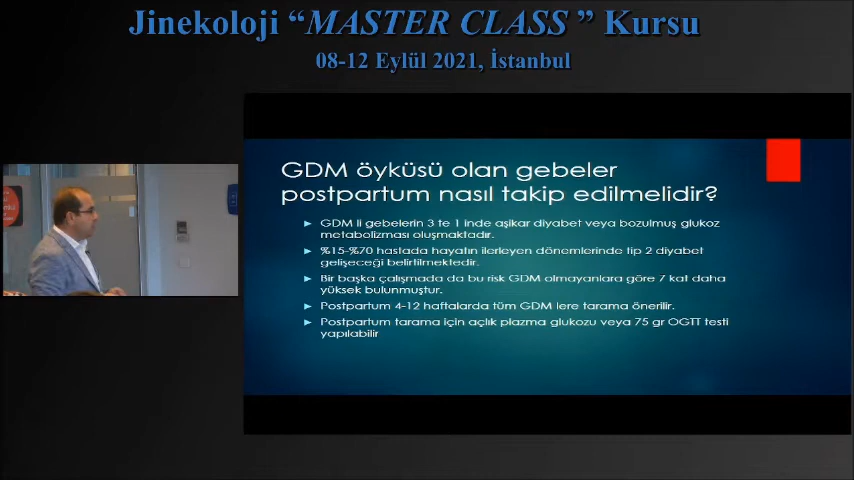 Jinekoloji “MASTER CLASS ” Kursu
08-12 Eylül 2021, İstanbul
GDM öyküsü olan gebeler
postpartum nasıl takip edilmelidir?
GDM li gebelerin 3 te 1 inde aşikar diyabet veya bozulmuş glukoz
metabolizması oluşmaktadır.
%15-%70 hastada hayatın ilerleyen dönemlerinde tip 2 diyabet
gelişeceği belirtilmektedir.
Bir başka çalışmada da bu risk GDM olmayanlara göre 7 kat daha
yüksek bulunmuştur.
Postpartum 4-12 haftalarda tüm GDM lere tarama önerilir.
Postpartum tarama için açlık plazma glukozu veya 75 gr OGTT testi
yapılabilir